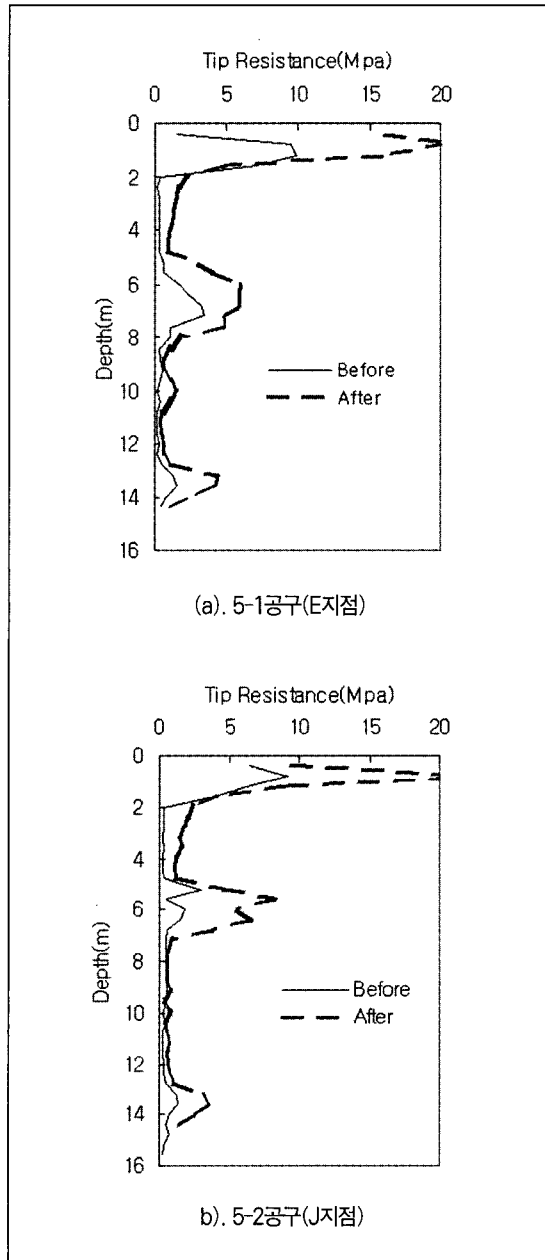 Tip Resistance(Mpa)
0 5 10 15 20
0
2
4
6
8
10
12
14
16
Depth(m)
Before
After
(a). 5-1공구(E지점)
Tip Resistance(Mpa)
0 5 10 15 20
0
2
4
6
8
10
12
14
16
Depth(m)
Before
After
b). 5-2공구(J지점)